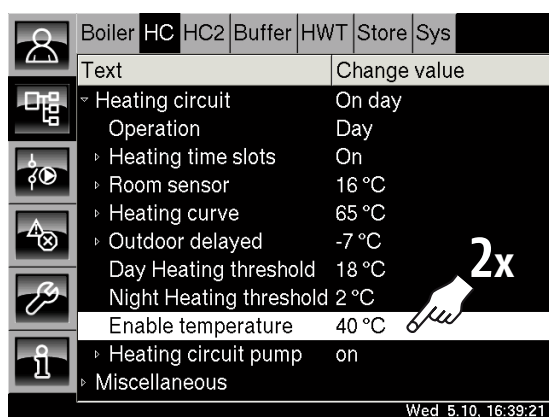 Boiler HC HC2 Buffer HWT Store Sys
Text Change value
Heating circuit On day
Operation Day
Heating time slots On
Room sensor 16 °C
Heating curve 65 °C
Outdoor delayed -7 °C
Day Heating threshold 18 °C
2x
Night Heating threshold 2 °C
Enable temperature 40 °C
Heating circuit pump on
Miscellaneous
Wed 5.10, 16:39:21